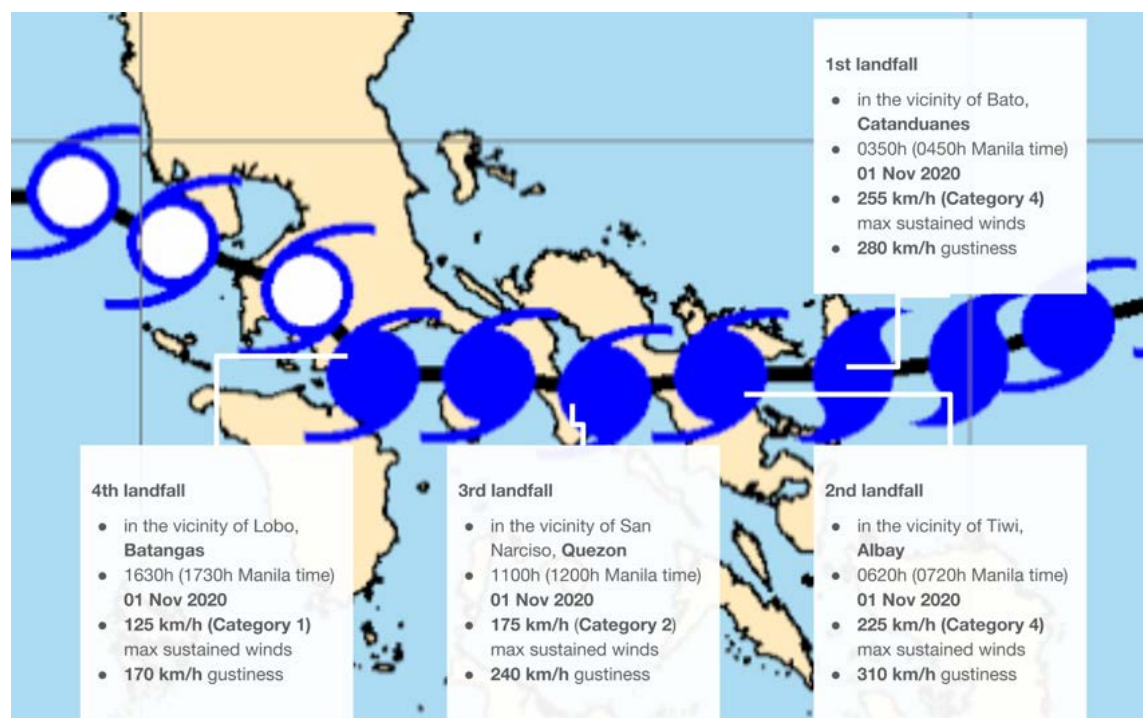 1st landfall
● in the vicinity of Bato,
Catanduanes
● 0350h (0450h Manila time)
01 Nov 2020
● 255 km/h (Category 4)
max sustained winds
● 280 km/h gustiness
4th landfall
● in the vicinity of Lobo,
Batangas
● 1630h (1730h Manila time)
01 Nov 2020
● 125 km/h (Category 1)
max sustained winds
● 170 km/h gustiness
3rd landfall
● in the vicinity of San
Narciso, Quezon
● 1100h (1200h Manila time)
01 Nov 2020
● 175 km/h (Category 2)
max sustained winds
● 240 km/h gustiness
2nd landfall
● in the vicinity of Tiwi,
Albay
● 0620h (0720h Manila time)
01 Nov 2020
● 225 km/h (Category 4)
max sustained winds
● 310 km/h gustiness